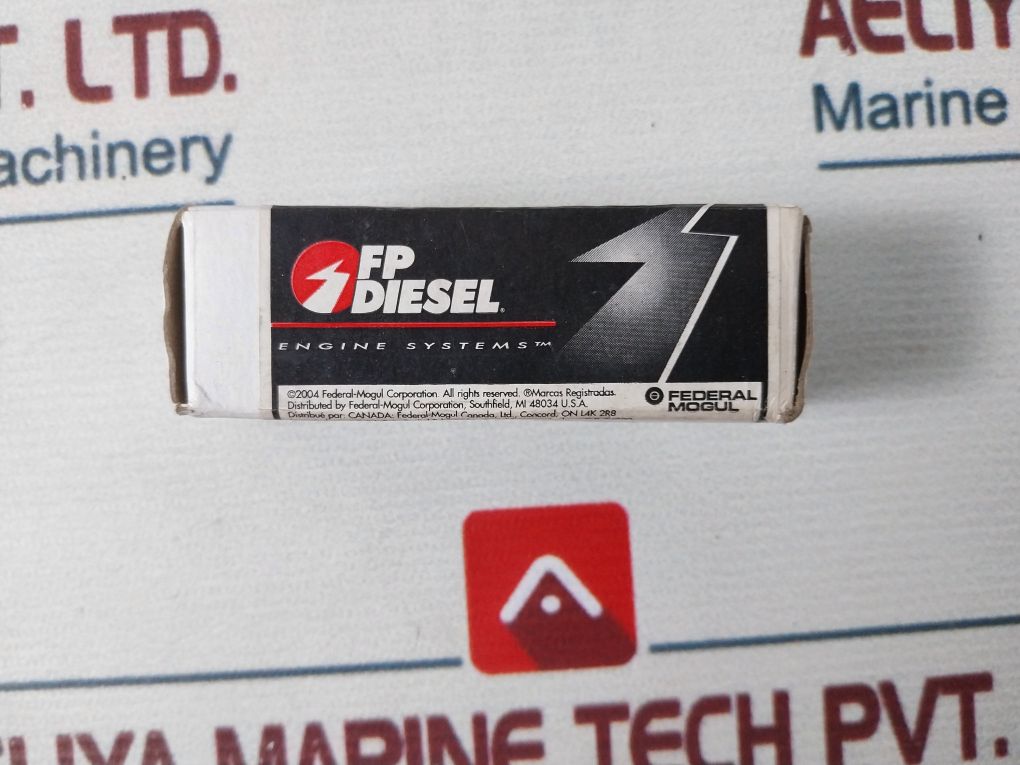 T. LTD.
achinery
AELIY
Marine
FP
DIESEL
ENGINE SYSTEMS™
©2004 Federal-Mogul Corporation. All rights reserved. ®Marcas Registradas.
Distributed by Federal-Mogul Corporation, Southfield, MI 48034 U.S.A.
Distribué par: CANADA: Federal-Mogul Canada, Ltd., Concord, ON L4K 2R8
FEDERAL
MOGUL
ELIYA MARINE TECH PVT.